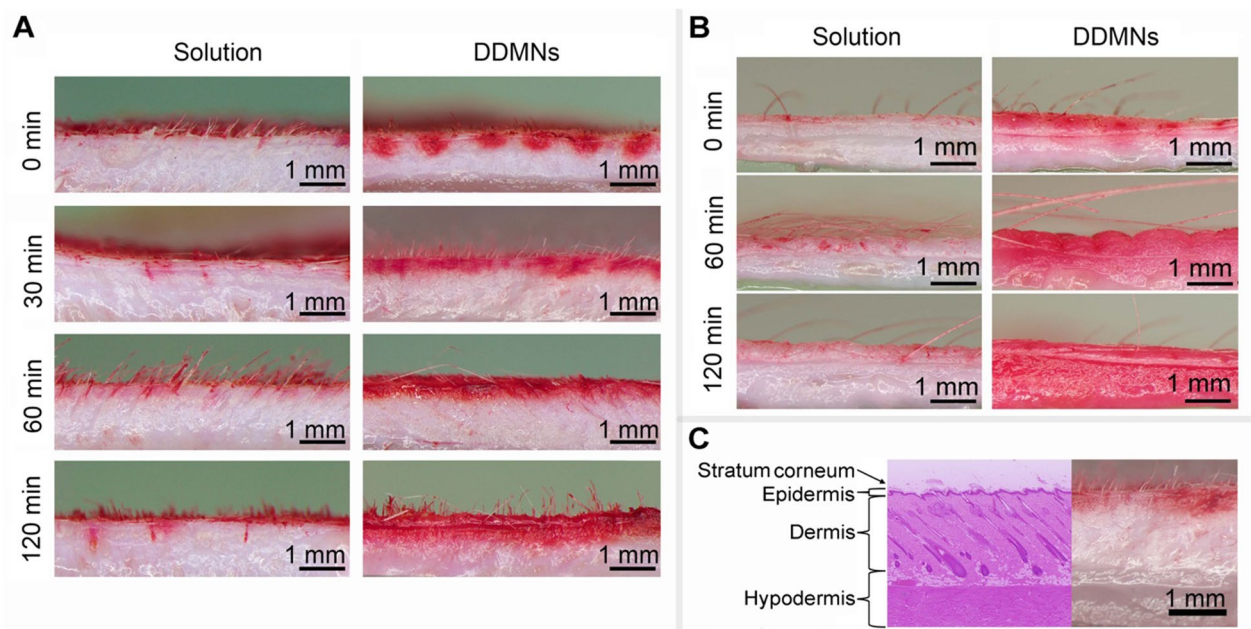 A
Solution DDMNs
0 min
1 mm 1 mm
30 min
1 mm 1 mm
60 min
1 mm 1 mm
120 min
1 mm 1 mm
B
Solution DDMNs
0 min
1 mm 1 mm
60 min
1 mm 1 mm
120 min
1 mm 1 mm
C
Stratum corneum
Epidermis
Dermis
Hypodermis
1 mm